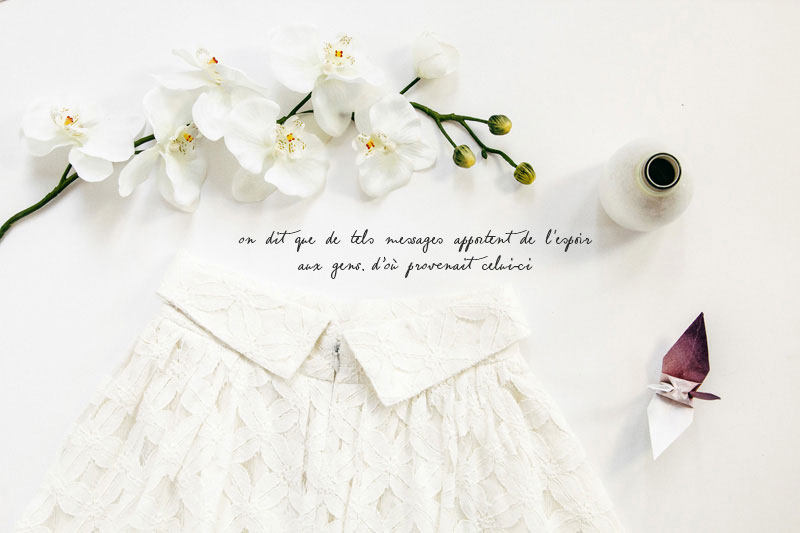 on dit que de tels messages apportent de l'espoir
aux gens. d'où provenait celui-ci